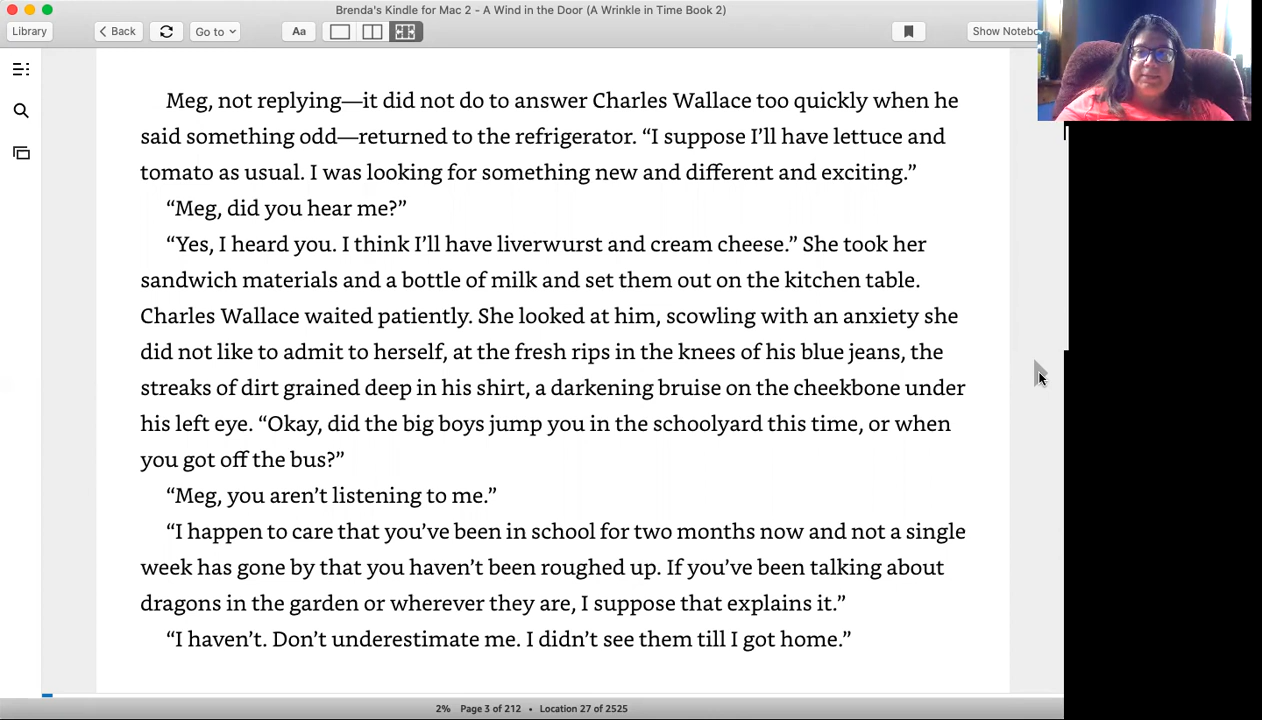 Brenda's Kindle for Mac 2 - A Wind in the Door (A Wrinkle in Time Book 2)
Library
Back
Go to
Aa
Show
Meg, not replying—it did not do to answer Charles Wallace too quickly when he
said something odd—returned to the refrigerator. “I suppose I’ll have lettuce and
tomato as usual. I was looking for something new and different and exciting.”
“Meg, did you hear me?”
“Yes, I heard you. I think I’ll have liverwurst and cream cheese.” She took her
sandwich materials and a bottle of milk and set them out on the kitchen table.
Charles Wallace waited patiently. She looked at him, scowling with an anxiety she
did not like to admit to herself, at the fresh rips in the knees of his blue jeans, the
streaks of dirt grained deep in his shirt, a darkening bruise on the cheekbone under
his left eye. “Okay, did the big boys jump you in the schoolyard this time, or when
you got off the bus?”
“Meg, you aren’t listening to me.”
“I happen to care that you’ve been in school for two months now and not a single
week has gone by that you haven’t been roughed up. If you’ve been talking about
dragons in the garden or wherever they are, I suppose that explains it.”
“I haven’t. Don’t underestimate me. I didn’t see them till I got home.”
2% Page 3 of 212 • Location 27 of 2525